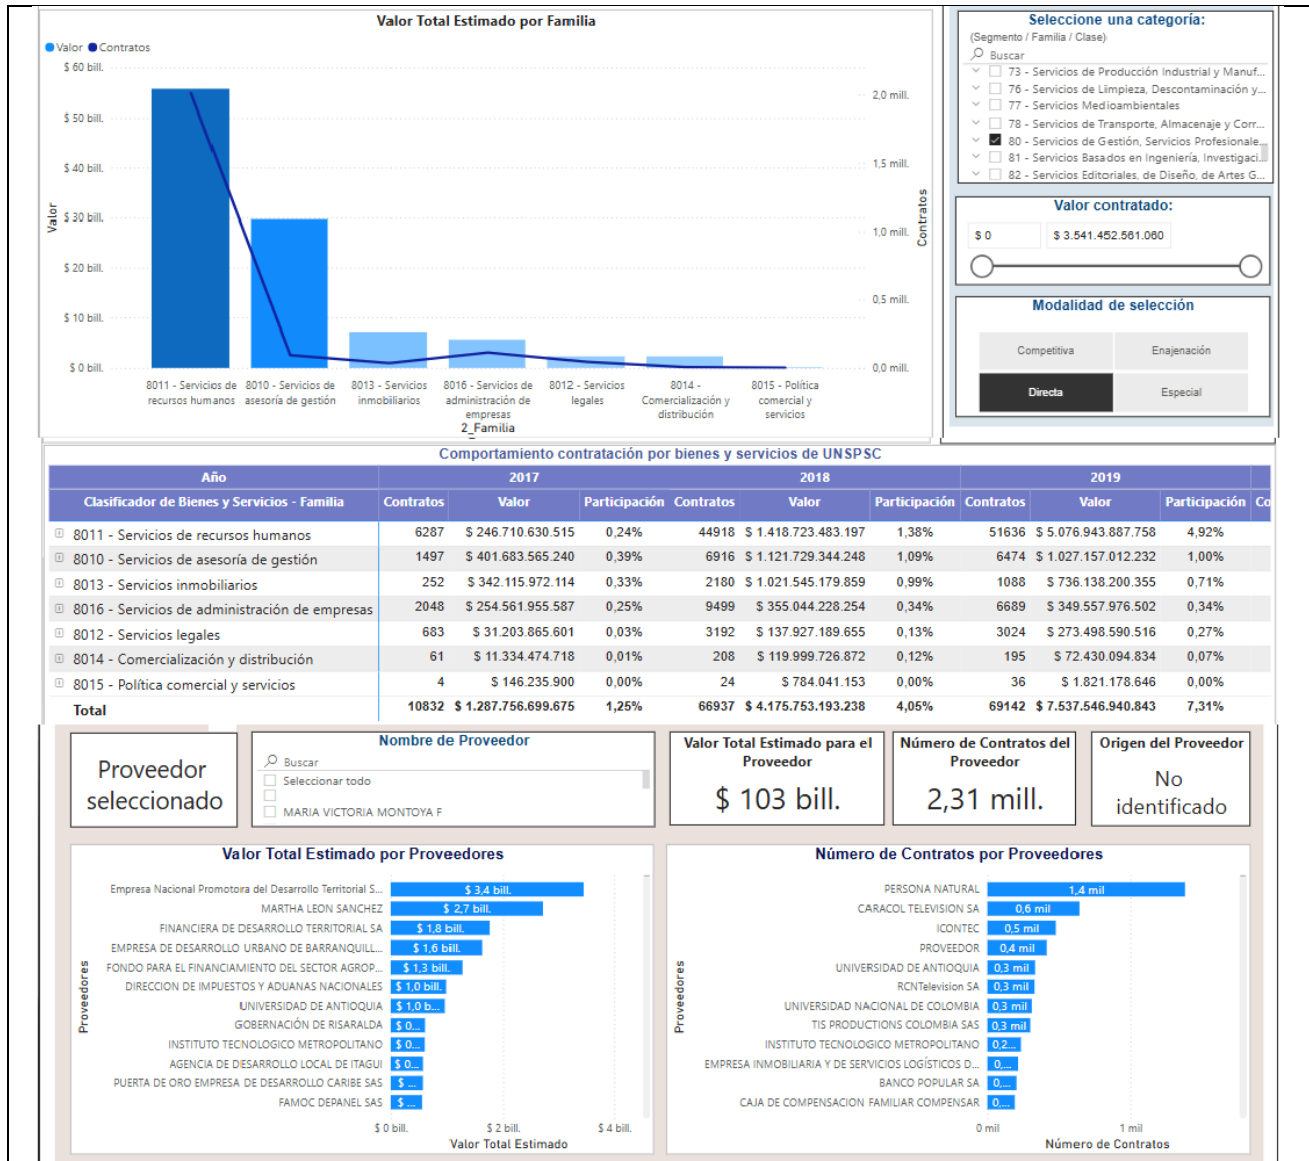 Valor Total Estimado por Familia
Valor Contratos
$ 60 bill.
$ 50 bill.
$ 40 bill.
$ 30 bill.
$ 20 bill.
$ 10 bill.
$ 0 bill.
Valor
2,0 mill.
1,5 mill.
1,0 mill.
0,5 mill.
0,0 mill.
Contratos
8011 - Servicios de recursos humanos
8010 - Servicios de asesoría de gestión
8013 - Servicios inmobiliarios
8016 - Servicios de administración de empresas
8012 - Servicios legales
8014 - Comercialización y distribución
8015 - Política comercial y servicios
2_Familia
Seleccione una categoría:
(Segmento / Familia / Clase)
Buscar
73 - Servicios de Producción Industrial y Manuf...
76 - Servicios de Limpieza, Descontaminación y...
77 - Servicios Medioambientales
78 - Servicios de Transporte, Almacenaje y Corr...
80 - Servicios de Gestión, Servicios Profesionale...
81 - Servicios Basados en Ingeniería, Investigaci...
82 - Servicios Editoriales, de Diseño, de Artes G...
Valor contratado:
$ 0 $ 3.541.452.561.060
Modalidad de selección
Competitiva Enajenación
Directa Especial
Comportamiento contratación por bienes y servicios de UNSPSC
Año 2017 2018 2019
Clasificador de Bienes y Servicios - Familia Contratos Valor Participación Contratos Valor Participación Contratos Valor Participación Co
8011 - Servicios de recursos humanos 6287 $ 246.710.630.515 0,24% 44918 $ 1.418.723.483.197 1,38% 51636 $ 5.076.943.887.758 4,92%
8010 - Servicios de asesoría de gestión 1497 $ 401.683.565.240 0,39% 6916 $ 1.121.729.344.248 1,09% 6474 $ 1.027.157.012.232 1,00%
8013 - Servicios inmobiliarios 252 $ 342.115.972.114 0,33% 2180 $ 1.021.545.179.859 0,99% 1088 $ 736.138.200.355 0,71%
8016 - Servicios de administración de empresas 2048 $ 254.561.955.587 0,25% 9499 $ 355.044.228.254 0,34% 6689 $ 349.557.976.502 0,34%
8012 - Servicios legales 683 $ 31.203.865.601 0,03% 3192 $ 137.927.189.655 0,13% 3024 $ 273.498.590.516 0,27%
8014 - Comercialización y distribución 61 $ 11.334.474.718 0,01% 208 $ 119.999.726.872 0,12% 195 $ 72.430.094.834 0,07%
8015 - Política comercial y servicios 4 $ 146.235.900 0,00% 24 $ 784.041.153 0,00% 36 $ 1.821.178.646 0,00%
Total 10832 $ 1.287.756.699.675 1,25% 66937 $ 4.175.753.193.238 4,05% 69142 $ 7.537.546.940.843 7,31%
Proveedor seleccionado
Nombre de Proveedor
Buscar
Seleccionar todo
MARIA VICTORIA MONTOYA F
Valor Total Estimado para el Proveedor
$ 103 bill.
Número de Contratos del Proveedor
2,31 mill.
Origen del Proveedor
No identificado
Valor Total Estimado por Proveedores
Proveedores
Empresa Nacional Promotora del Desarrollo Territorial S... $ 3,4 bill.
MARTHA LEON SANCHEZ $ 2,7 bill.
FINANCIERA DE DESARROLLO TERRITORIAL SA $ 1,8 bill.
EMPRESA DE DESARROLLO URBANO DE BARRANQUILL... $ 1,6 bill.
FONDO PARA EL FINANCIAMIENTO DEL SECTOR AGROP... $ 1,3 bill.
DIRECCION DE IMPUESTOS Y ADUANAS NACIONALES $ 1,0 bill.
UNIVERSIDAD DE ANTIOQUIA $ 1,0 b...
GOBERNACIÓN DE RISARALDA $ 0...
INSTITUTO TECNOLOGICO METROPOLITANO $ 0...
AGENCIA DE DESARROLLO LOCAL DE ITAGUI $ 0...
PUERTA DE ORO EMPRESA DE DESARROLLO CARIBE SAS $ ...
FAMOC DEPANEL SAS $ ...
$ 0 bill. $ 2 bill. $ 4 bill.
Valor Total Estimado
Número de Contratos por Proveedores
Proveedores
PERSONA NATURAL 1,4 mil
CARACOL TELEVISION SA 0,6 mil
ICONTEC 0,5 mil
PROVEEDOR 0,4 mil
UNIVERSIDAD DE ANTIOQUIA 0,3 mil
RCNTelevision SA 0,3 mil
UNIVERSIDAD NACIONAL DE COLOMBIA 0,3 mil
TIS PRODUCTIONS COLOMBIA SAS 0,3 mil
INSTITUTO TECNOLOGICO METROPOLITANO 0,2...
EMPRESA INMOBILIARIA Y DE SERVICIOS LOGÍSTICOS D... 0,...
BANCO POPULAR SA 0,...
CAJA DE COMPENSACION FAMILIAR COMPENSAR 0,...
0 mil 1 mil
Número de Contratos